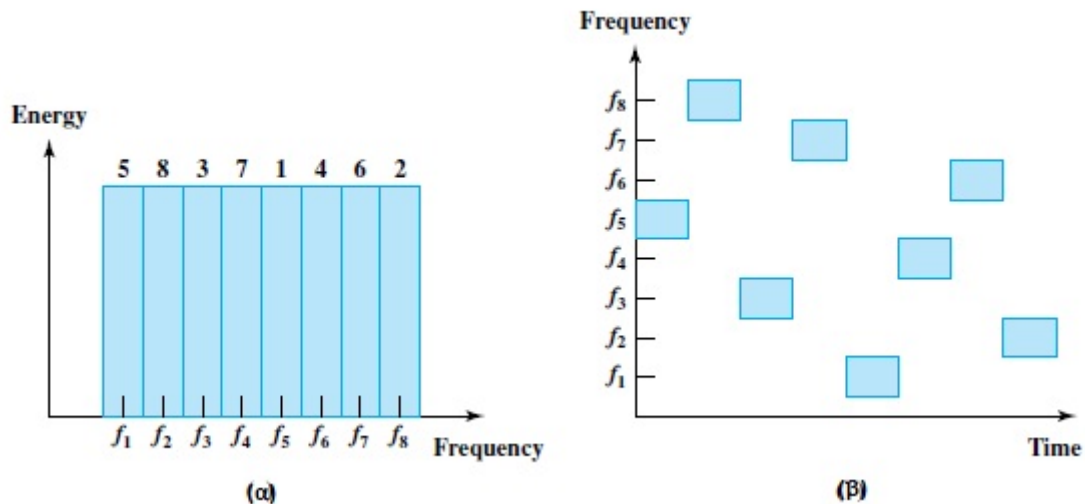 Energy
5 8 3 7 1 4 6 2
f1 f2 f3 f4 f5 f6 f7 f8
Frequency
(α)
Frequency
f8
f7
f6
f5
f4
f3
f2
f1
Time
(β)